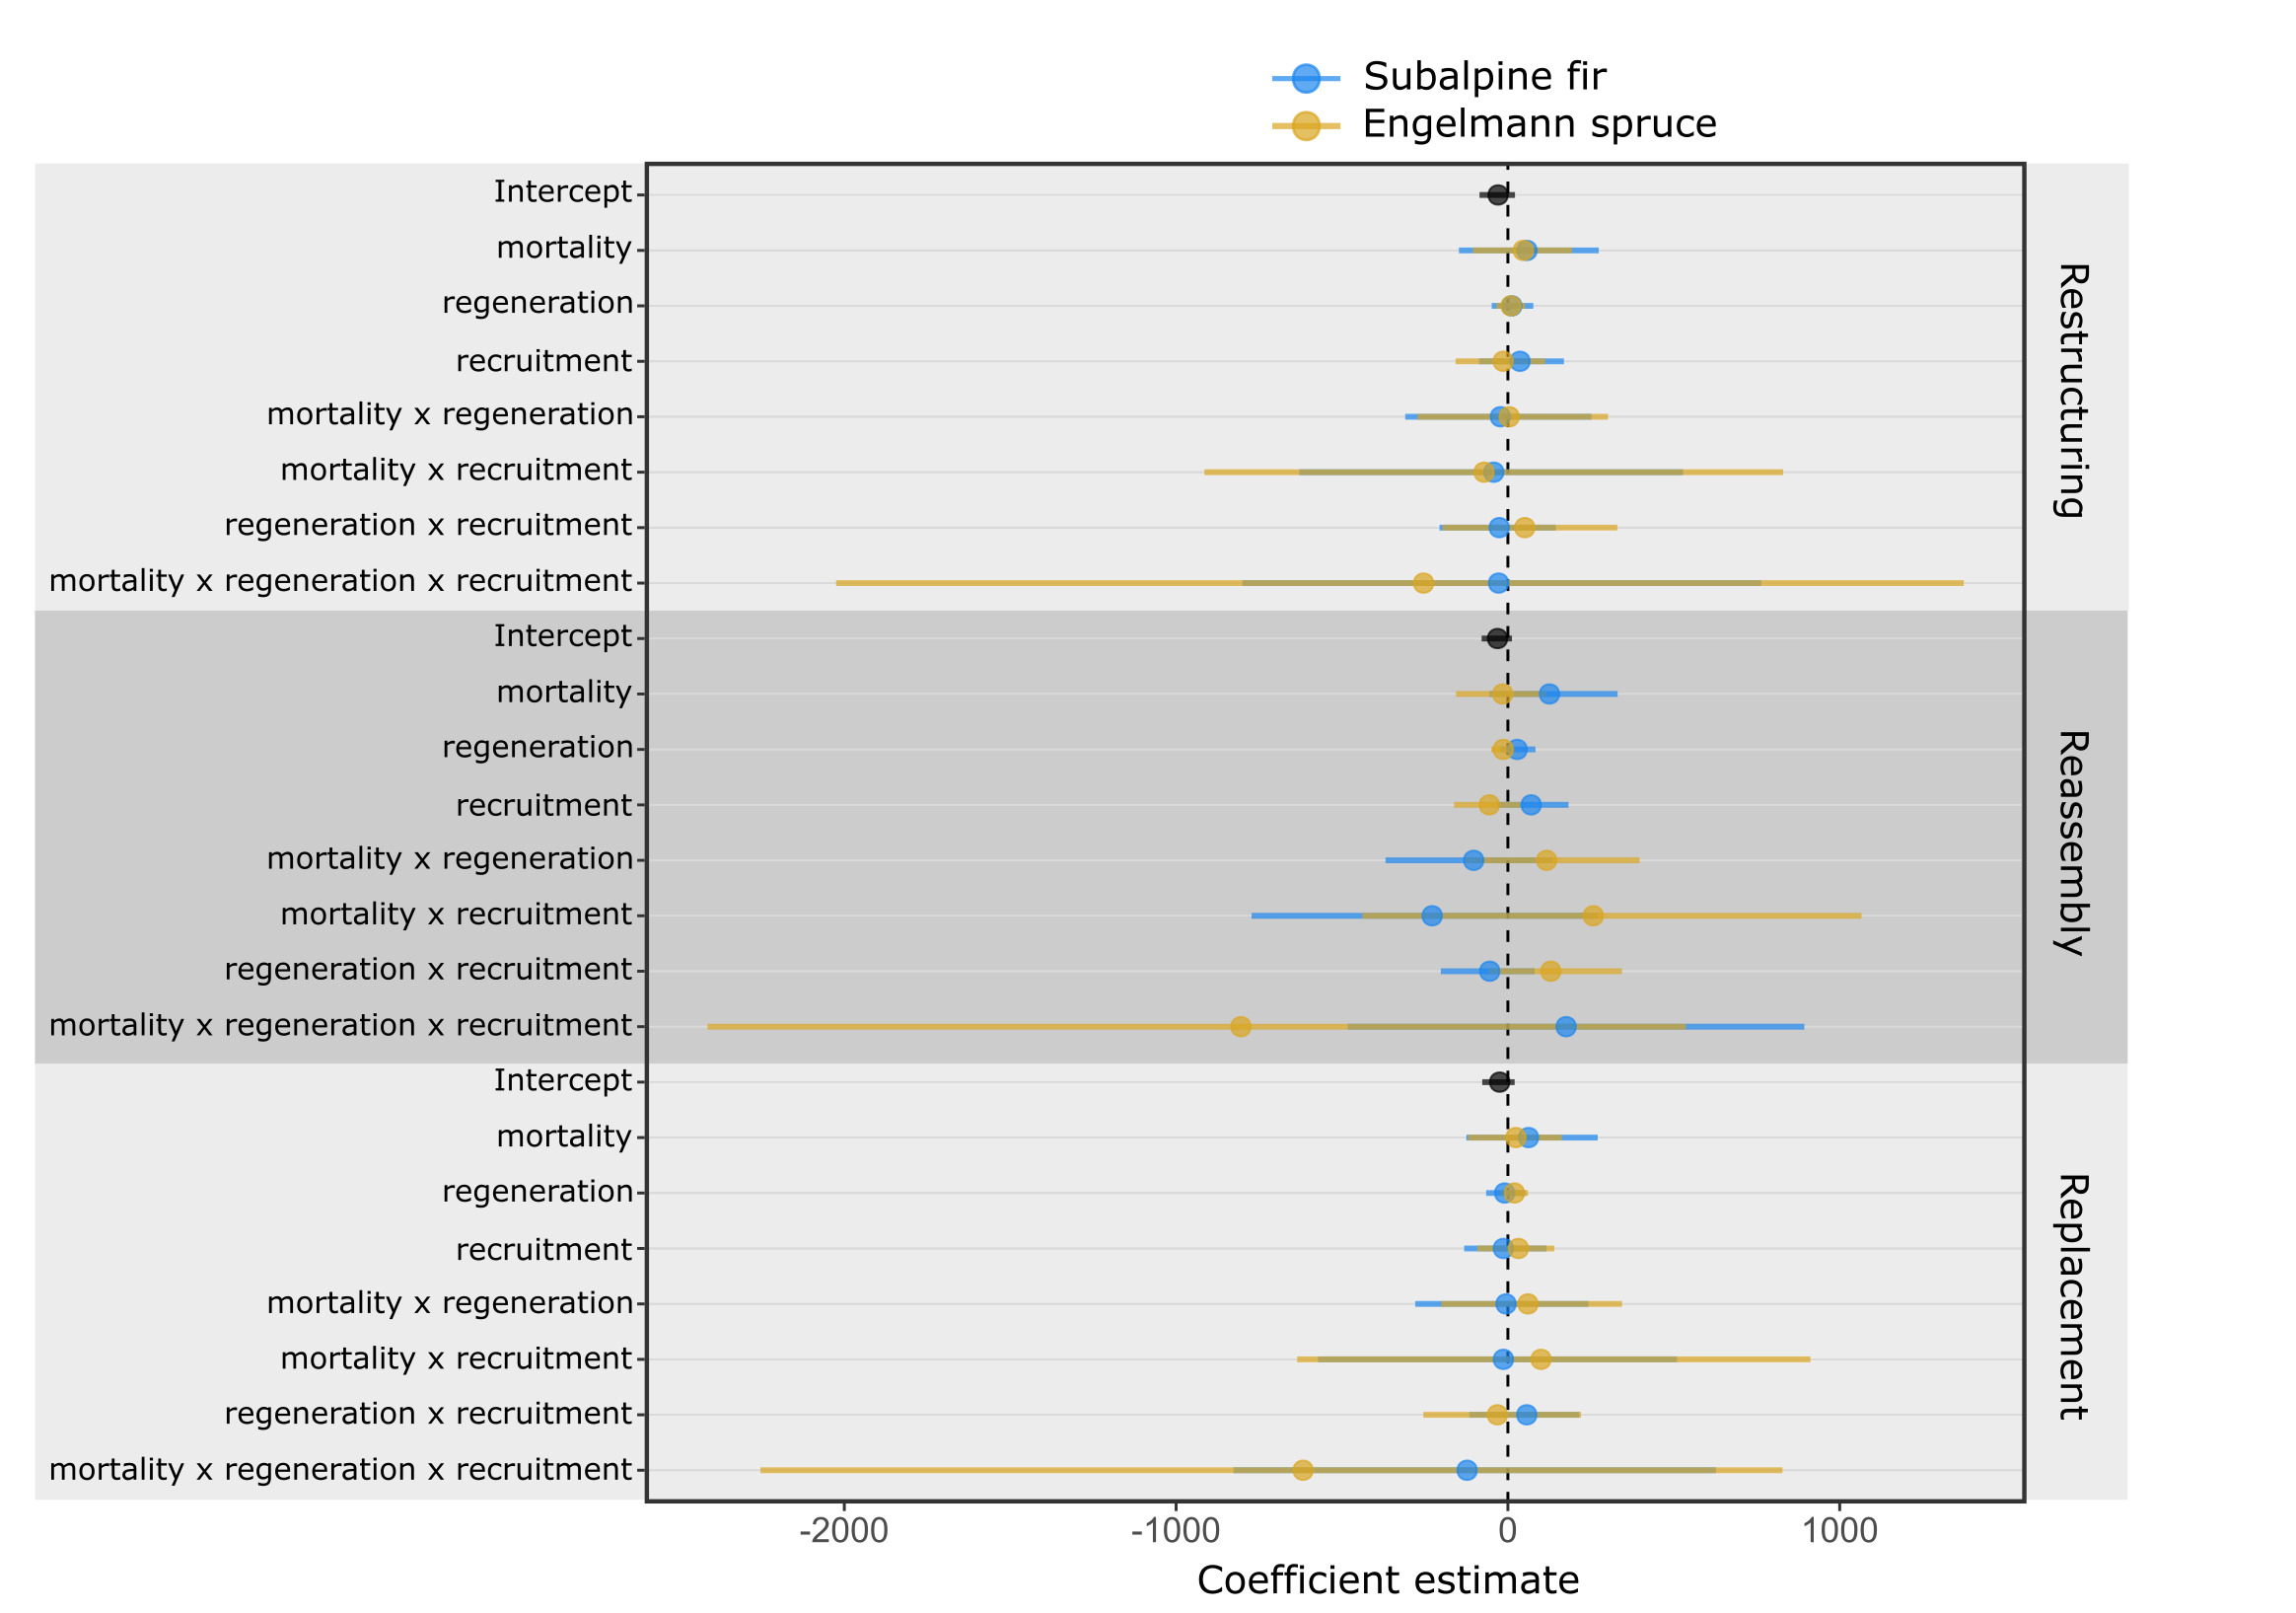 Subalpine fir
Engelmann spruce
Intercept
mortality
regeneration
recruitment
mortality x regeneration
mortality x recruitment
regeneration x recruitment
mortality x regeneration x recruitment
Restructuring
Intercept
mortality
regeneration
recruitment
mortality x regeneration
mortality x recruitment
regeneration x recruitment
mortality x regeneration x recruitment
Reassembly
Intercept
mortality
regeneration
recruitment
mortality x regeneration
mortality x recruitment
regeneration x recruitment
mortality x regeneration x recruitment
Replacement
-2000 -1000 0 1000
Coefficient estimate